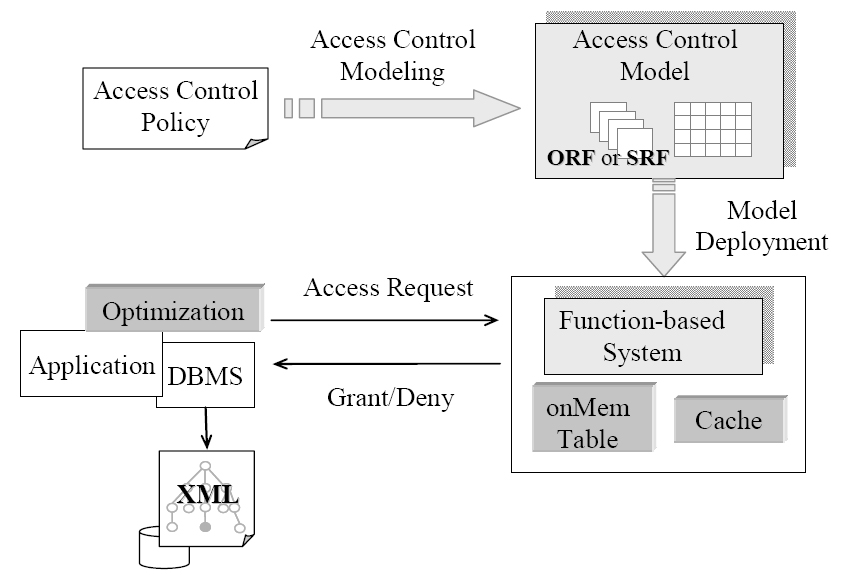 Access Control
Policy
Access Control
Modeling
Access Control
Model
ORF or SRF
Model
Deployment
Optimization
Application
DBMS
XML
Access Request
Grant/Deny
Function-based
System
onMem
Table
Cache